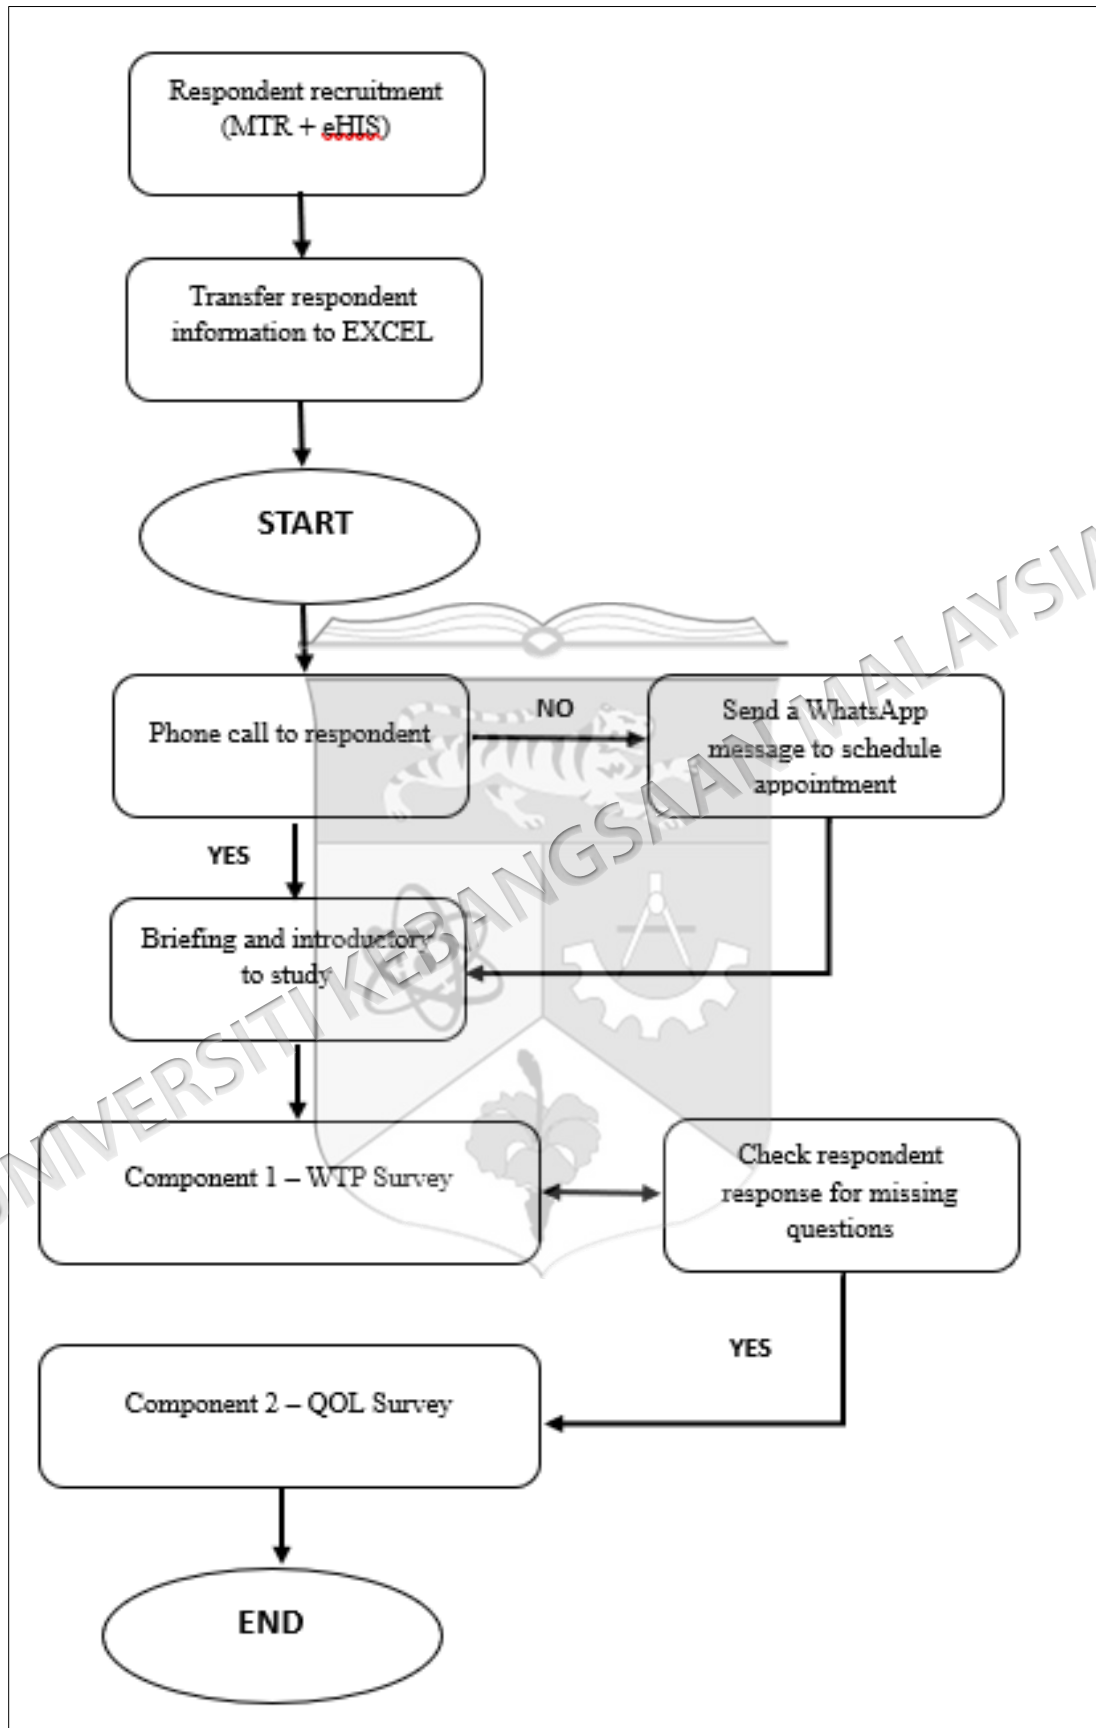 Respondent recruitment
(MTR + eHIS)
Transfer respondent
information to EXCEL
START
Phone call to respondent
NO
Send a WhatsApp
message to schedule
appointment
YES
Briefing and introductory
to study
Component 1 – WTP Survey
Check respondent
response for missing
questions
YES
Component 2 – QOL Survey
END
UNIVERSITI KEBANGSAAN MALAYSIA